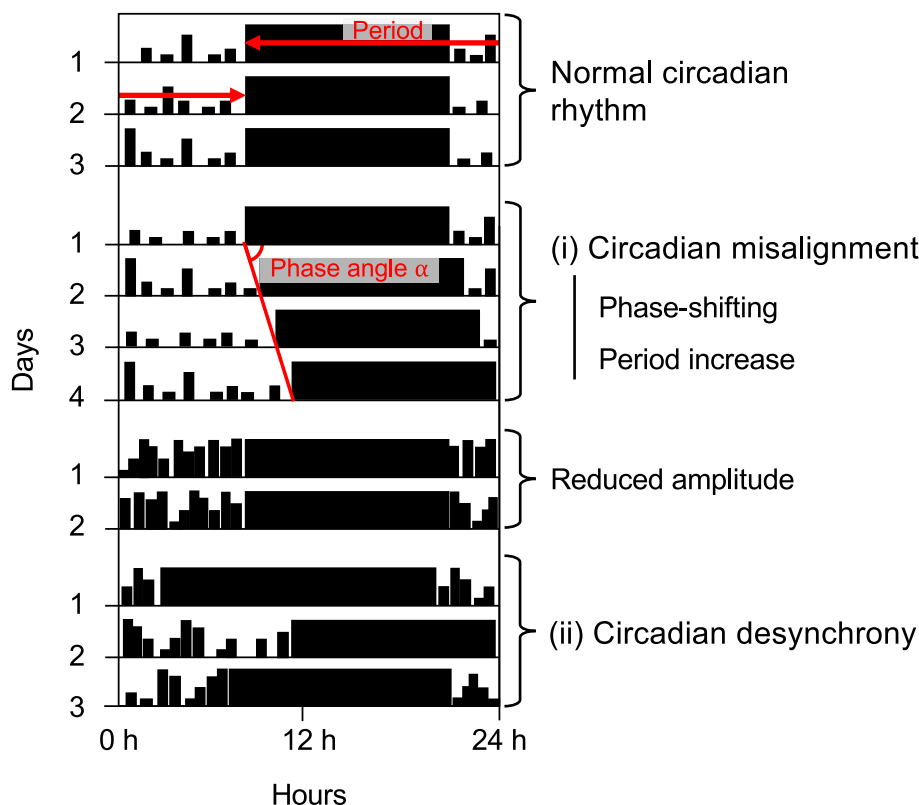 Period
1
2
3
Normal circadian
rhythm
1
2
3
4
Phase angle α
(i) Circadian misalignment
Phase-shifting
Period increase
Days
1
2
Reduced amplitude
1
2
3
(ii) Circadian desynchrony
0 h
12 h
24 h
Hours